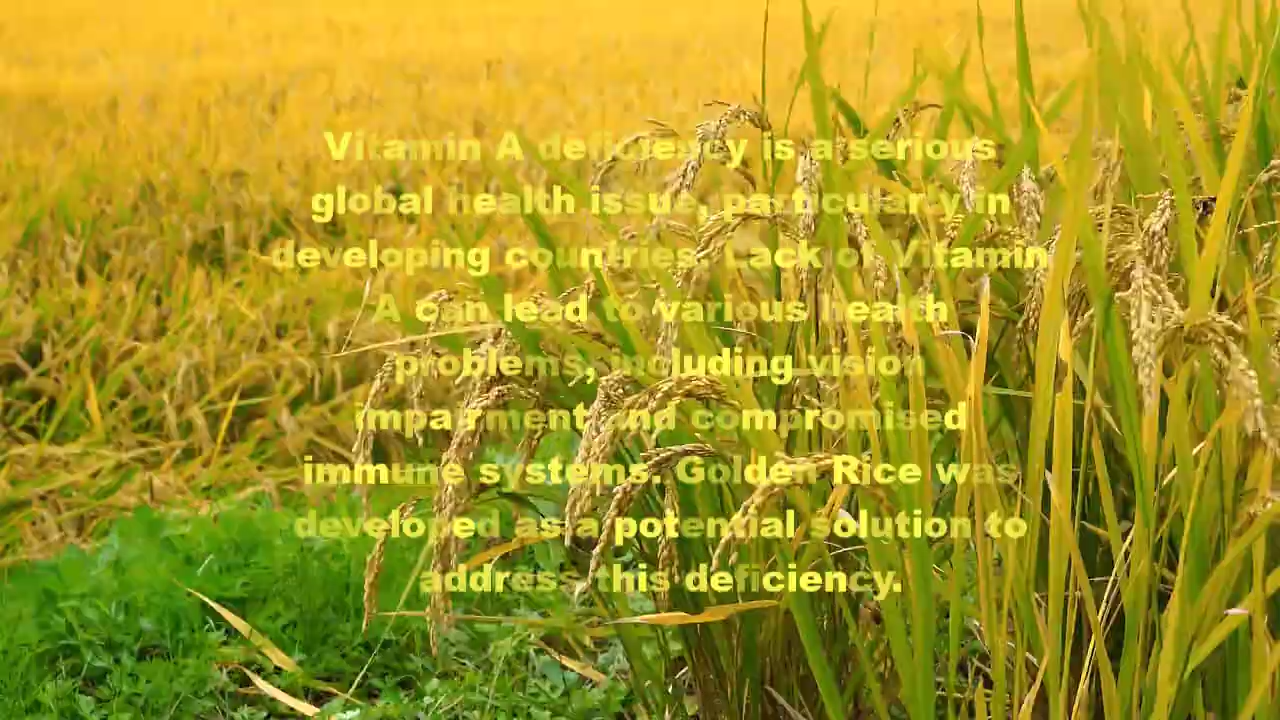 Vitamin A deficiency is a serious
global health issue, particularly in
developing countries. Lack of Vitamin
A can lead to various health
problems, including vision
impairment and compromised
immune systems. Golden Rice was
developed as a potential solution to
address this deficiency.